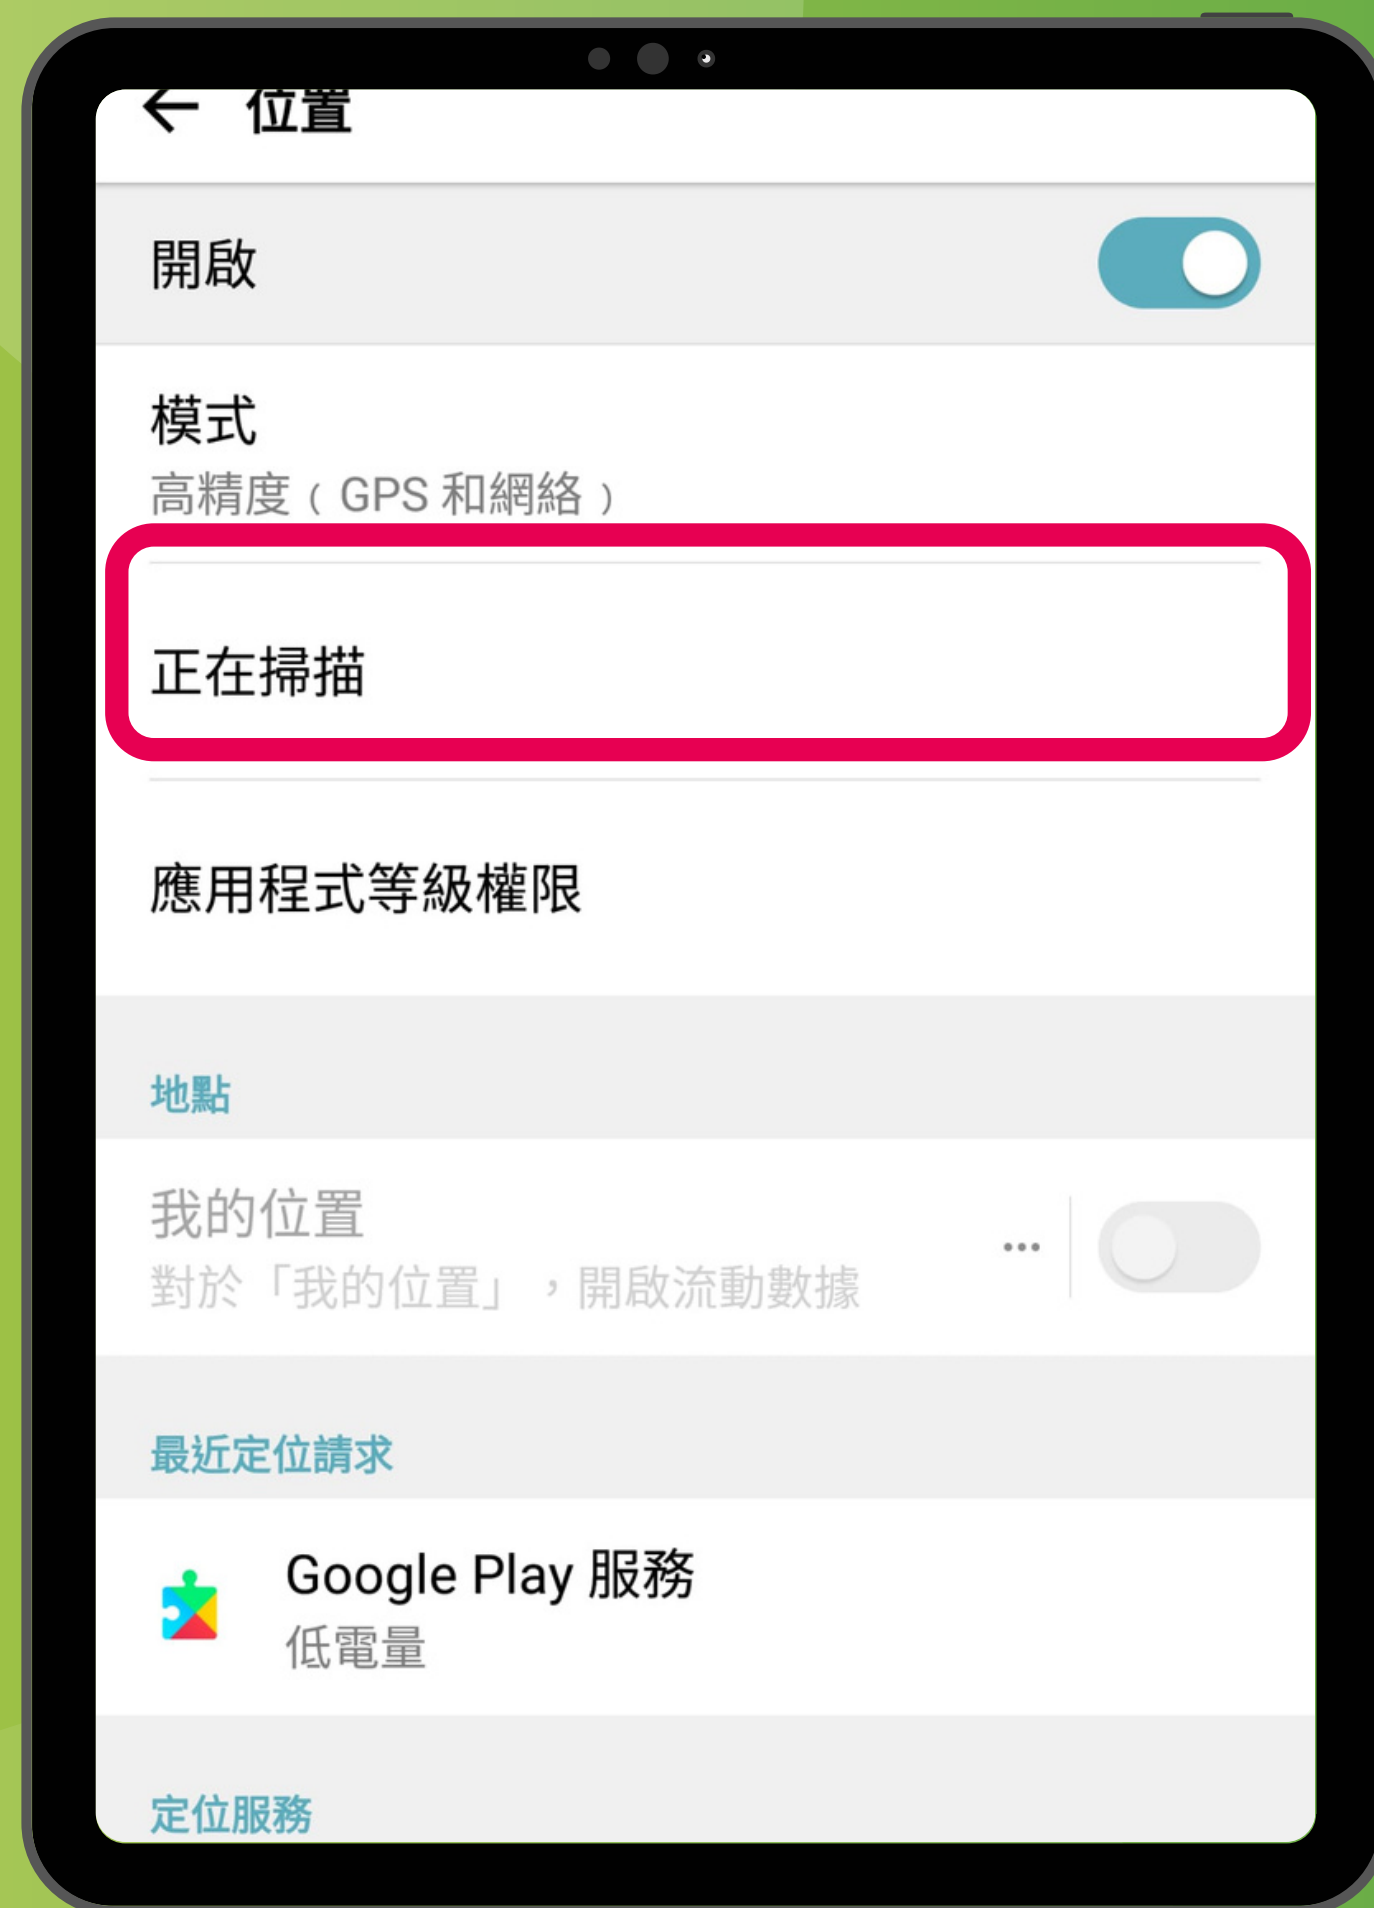 位置
開啟
模式
高精度（GPS 和網絡）
正在掃描
應用程式等級權限
地點
我的位置
對於「我的位置」，開啟流動數據
最近定位請求
Google Play 服務
低電量
定位服務